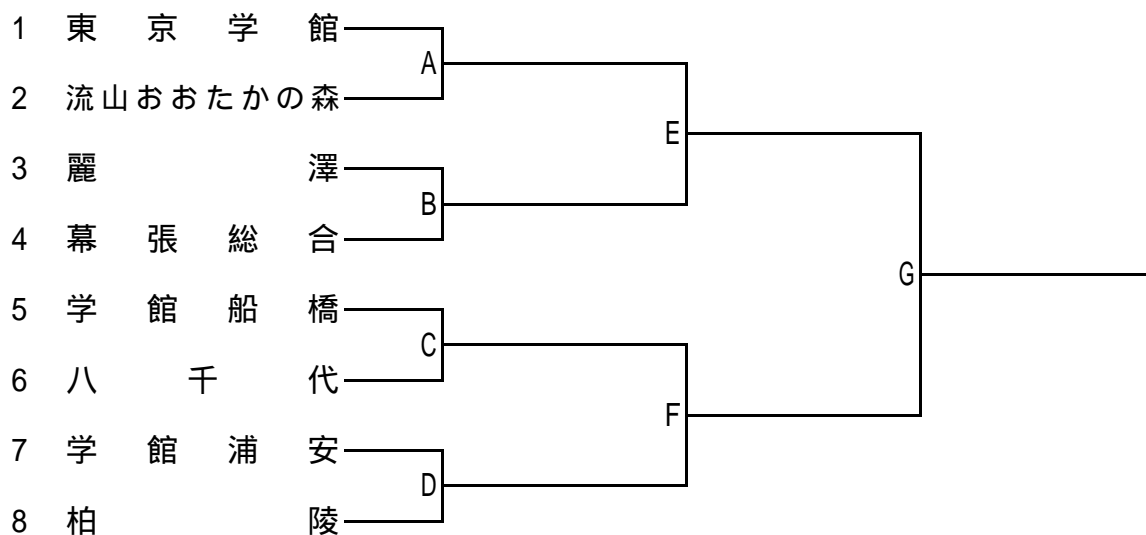 1 東京学館
A
2 流山おおたかの森
E
3 麗澤
B
4 幕張総合
G
5 学館船橋
C
6 八千代
F
7 学館浦安
D
8 柏陵